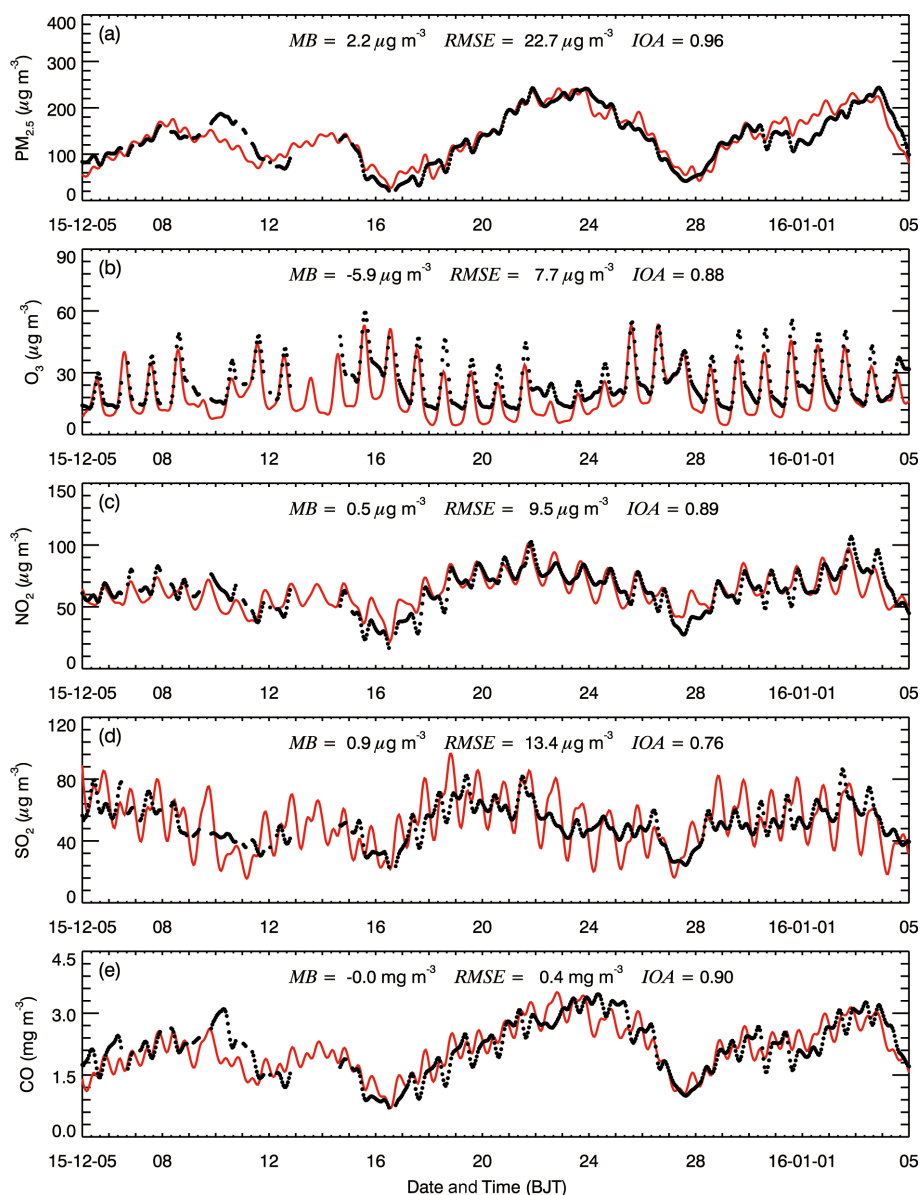 (a)
MB = 2.2 μg m⁻³ RMSE = 22.7 μg m⁻³ IOA = 0.96
PM₂.₅ (μg m⁻³)
400
300
200
100
0
15-12-05 08 12 16 20 24 28 16-01-01 05
(b)
MB = -5.9 μg m⁻³ RMSE = 7.7 μg m⁻³ IOA = 0.88
O₃ (μg m⁻³)
90
60
30
0
15-12-05 08 12 16 20 24 28 16-01-01 05
(c)
MB = 0.5 μg m⁻³ RMSE = 9.5 μg m⁻³ IOA = 0.89
NO₂ (μg m⁻³)
150
100
50
0
15-12-05 08 12 16 20 24 28 16-01-01 05
(d)
MB = 0.9 μg m⁻³ RMSE = 13.4 μg m⁻³ IOA = 0.76
SO₂ (μg m⁻³)
120
80
40
0
15-12-05 08 12 16 20 24 28 16-01-01 05
(e)
MB = -0.0 mg m⁻³ RMSE = 0.4 mg m⁻³ IOA = 0.90
CO (mg m⁻³)
4.5
3.0
1.5
0.0
15-12-05 08 12 16 20 24 28 16-01-01 05
Date and Time (BJT)